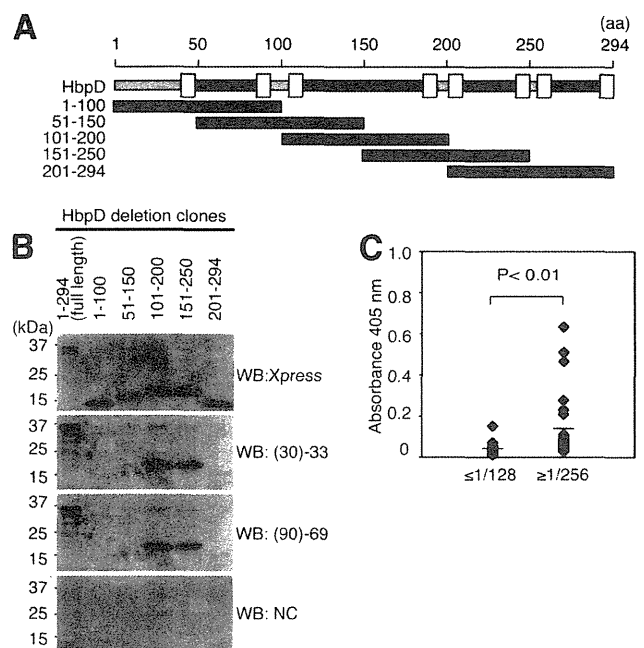 A
(aa)
1 50 100 150 200 250 294
HbpD
1-100
51-150
101-200
151-250
201-294
B
HbpD deletion clones
1-294
(full length)
1-100
51-150
101-200
151-250
201-294
(kDa)
37
25
15
WB:Xpress
37
25
15
WB: (30)-33
37
25
15
WB: (90)-69
37
25
15
WB: NC
C
Absorbance 405 nm
1.0
0.8
0.6
0.4
0.2
0
P< 0.01
≤1/128 ≥1/256